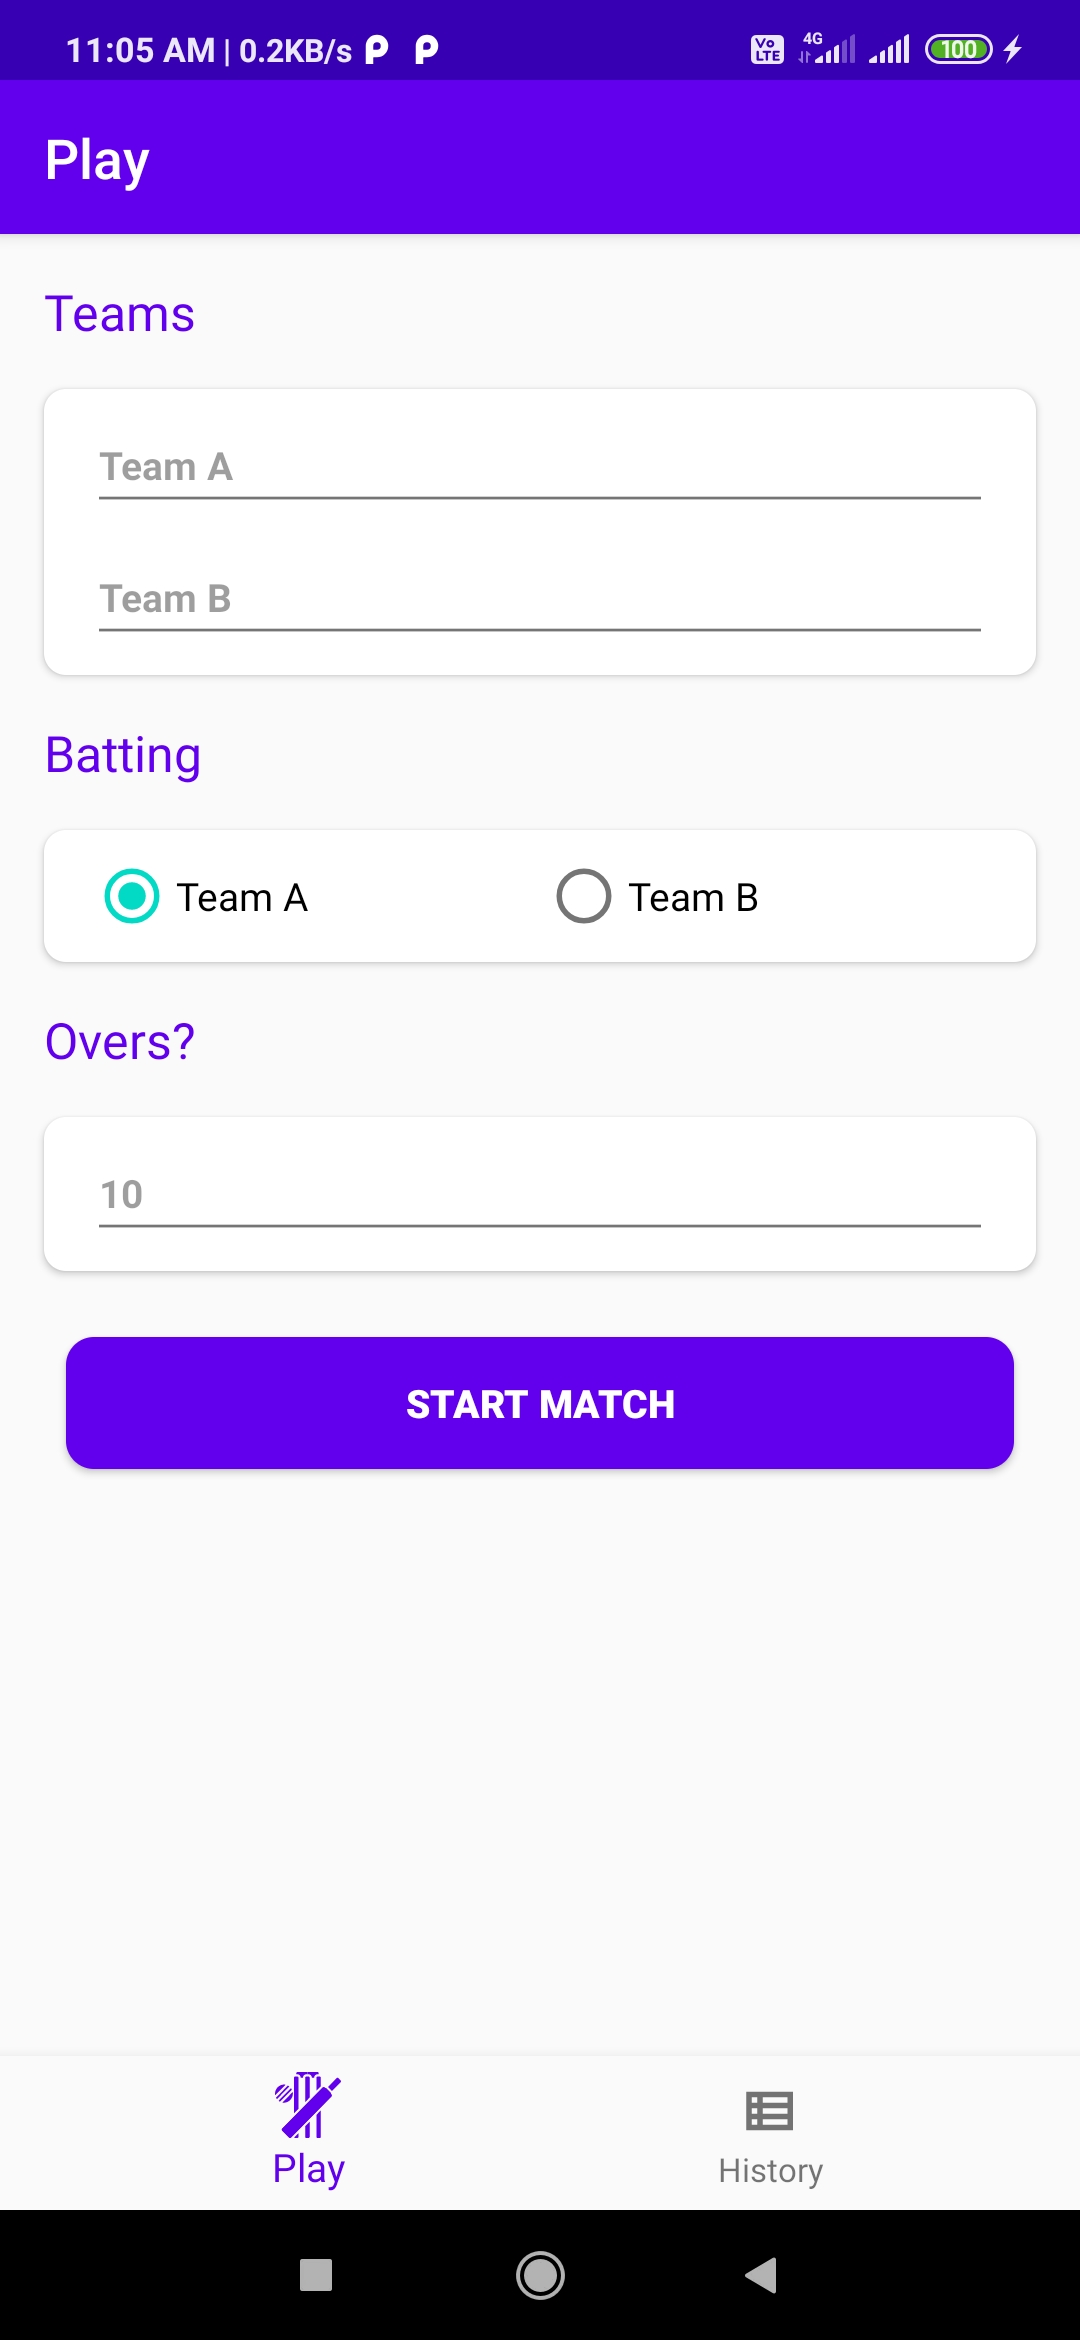 11:05 AM | 0.2KB/s
Vo LTE 4G 100
Play
Teams
Team A
Team B
Batting
Team A Team B
Overs?
10
START MATCH
Play History